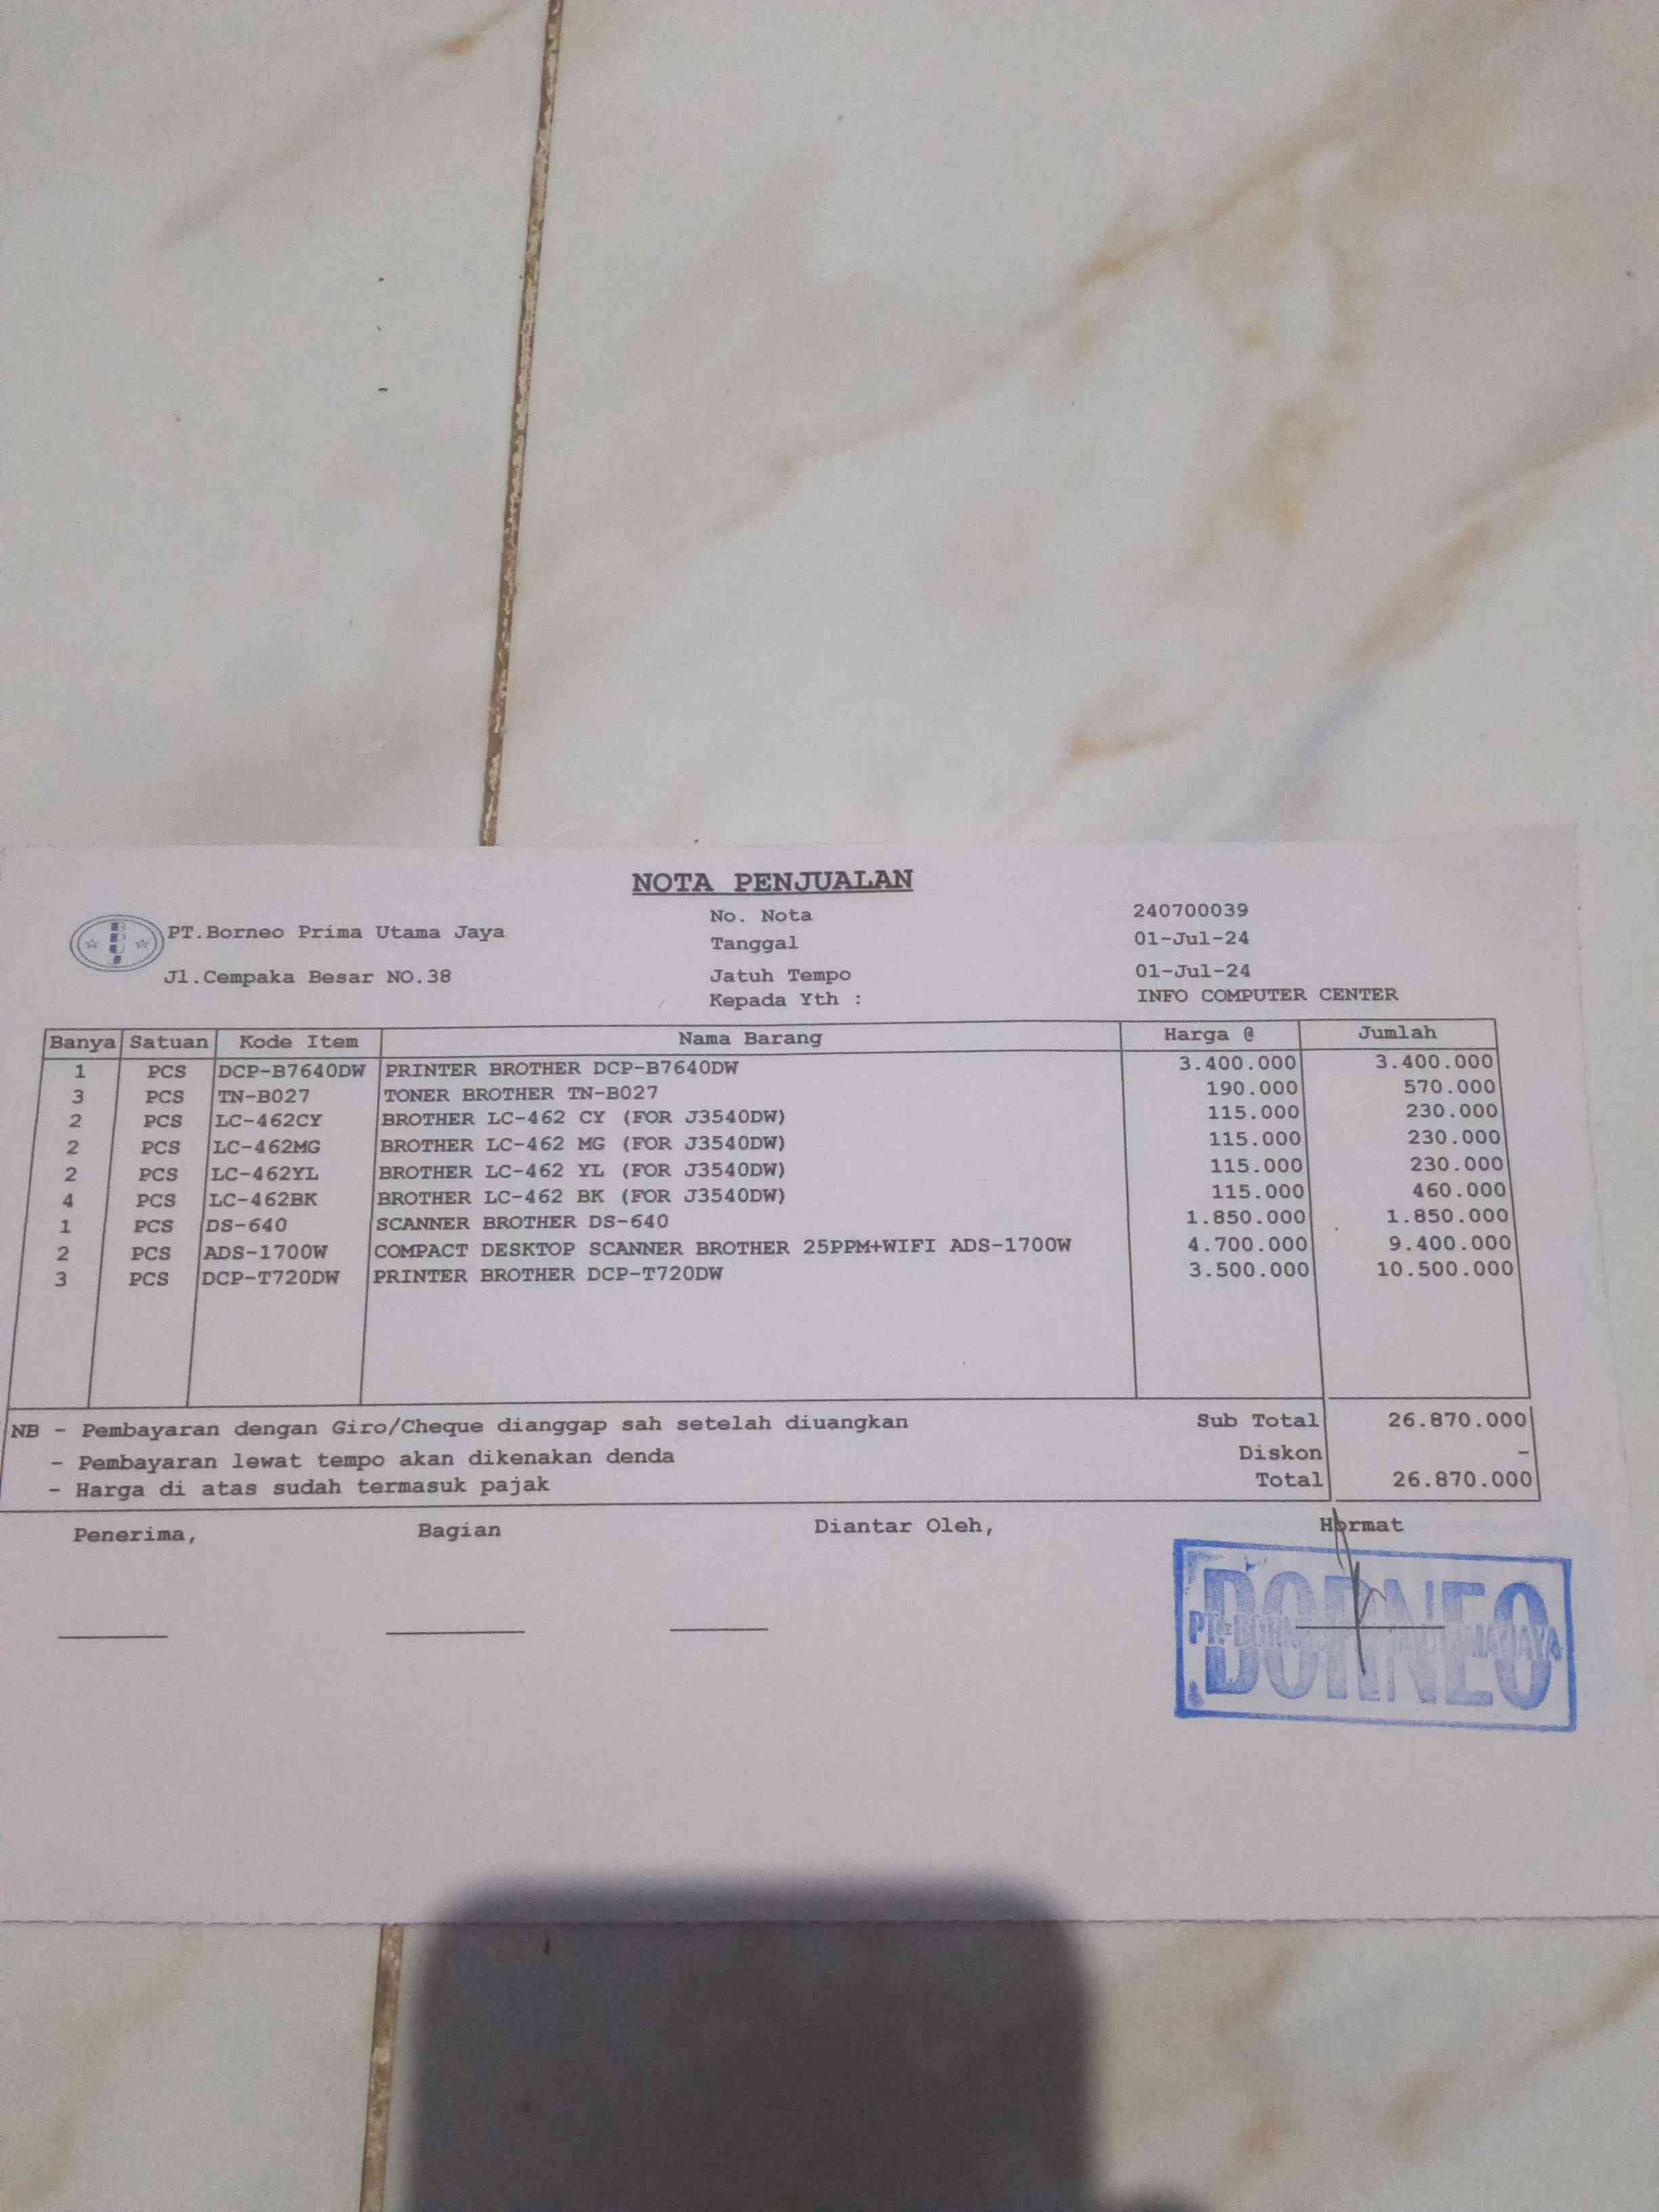 NOTA PENJUALAN
PT.Borneo Prima Utama Jaya
Jl.Cempaka Besar NO.38
No. Nota 240700039
Tanggal 01-Jul-24
Jatuh Tempo 01-Jul-24
Kepada Yth : INFO COMPUTER CENTER
Banya Satuan Kode Item Nama Barang Harga @ Jumlah
1 PCS DCP-B7640DW PRINTER BROTHER DCP-B7640DW 3.400.000 3.400.000
3 PCS TN-B027 TONER BROTHER TN-B027 190.000 570.000
2 PCS LC-462CY BROTHER LC-462 CY (FOR J3540DW) 115.000 230.000
2 PCS LC-462MG BROTHER LC-462 MG (FOR J3540DW) 115.000 230.000
2 PCS LC-462YL BROTHER LC-462 YL (FOR J3540DW) 115.000 230.000
4 PCS LC-462BK BROTHER LC-462 BK (FOR J3540DW) 115.000 460.000
1 PCS DS-640 SCANNER BROTHER DS-640 1.850.000 1.850.000
2 PCS ADS-1700W COMPACT DESKTOP SCANNER BROTHER 25PPM+WIFI ADS-1700W 4.700.000 9.400.000
3 PCS DCP-T720DW PRINTER BROTHER DCP-T720DW 3.500.000 10.500.000
NB - Pembayaran dengan Giro/Cheque dianggap sah setelah diuangkan Sub Total 26.870.000
- Pembayaran lewat tempo akan dikenakan denda Diskon -
- Harga di atas sudah termasuk pajak Total 26.870.000
Penerima, Bagian Diantar Oleh, Hormat
BORNEO